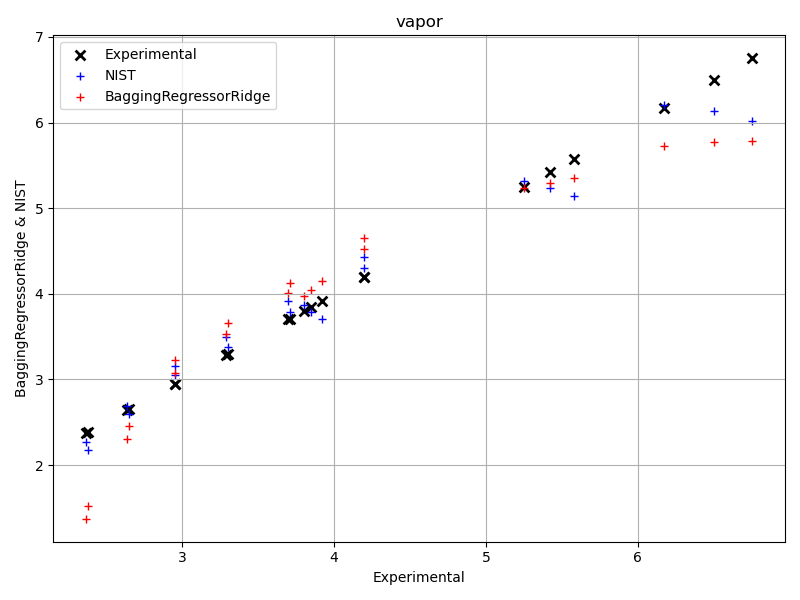 vapor
Experimental
NIST
BaggingRegressorRidge
7
6
5
4
3
2
BaggingRegressorRidge & NIST
3 4 5 6
Experimental